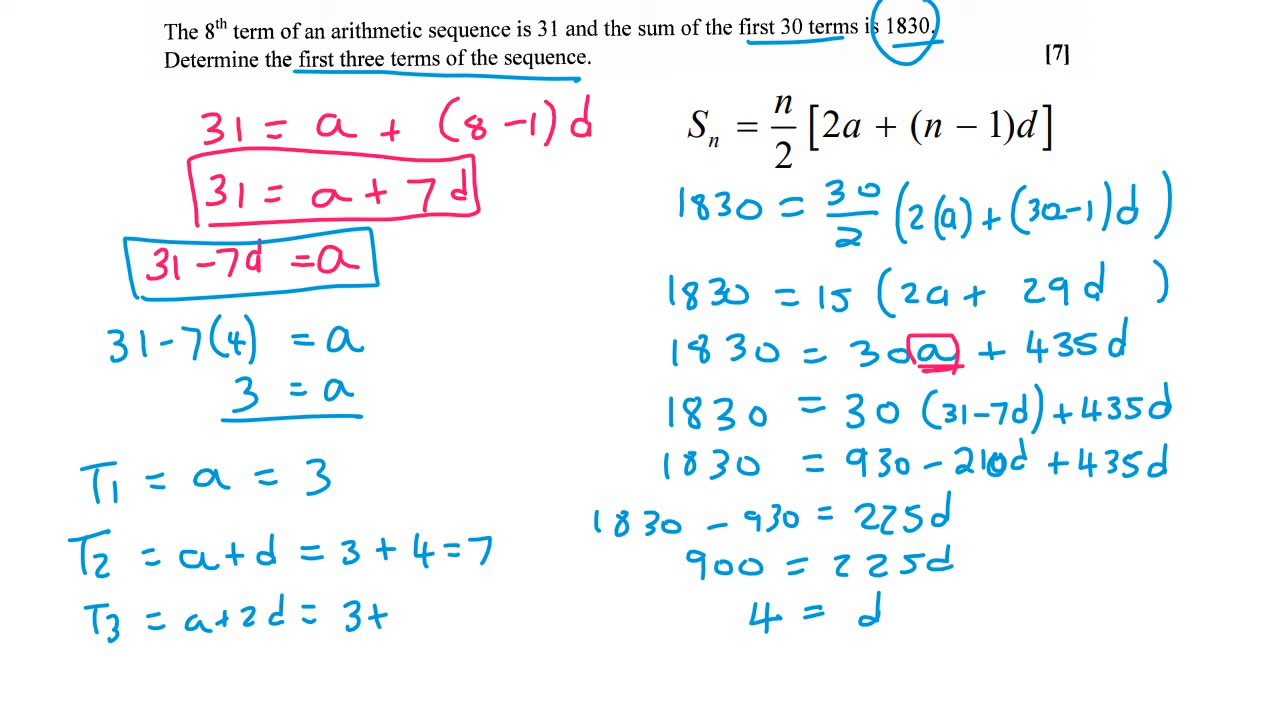 The 8th term of an arithmetic sequence is 31 and the sum of the first 30 terms is 1830.
Determine the first three terms of the sequence.
[7]
31 = a + (8 - 1)d
31 = a + 7d
31 - 7d = a
31 - 7(4) = a
3 = a
T1 = a = 3
T2 = a + d = 3 + 4 = 7
T3 = a + 2d = 3 +
Sn = n/2 [2a + (n − 1)d]
1830 = 30/2 (2(a) + (30 - 1)d)
1830 = 15 (2a + 29d)
1830 = 30a + 435d
1830 = 30 (31 - 7d) + 435d
1830 = 930 - 210d + 435d
1830 - 930 = 225d
900 = 225d
4 = d